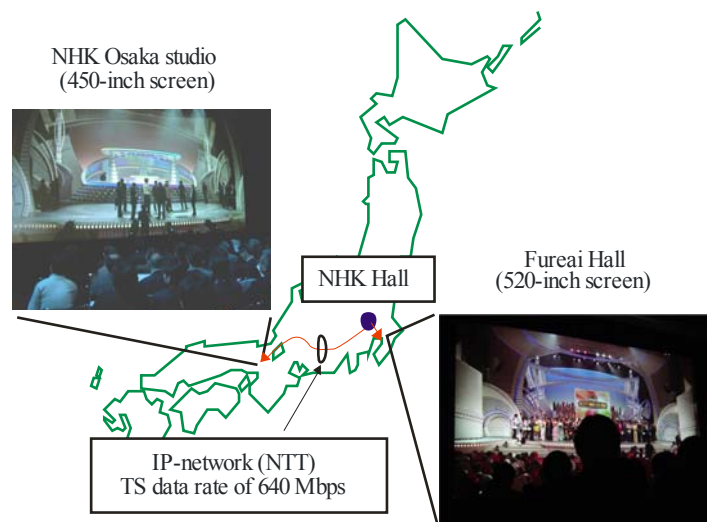 NHK Osaka studio
(450-inch screen)
NHK Hall
Fureai Hall
(520-inch screen)
IP-network (NTT)
TS data rate of 640 Mbps